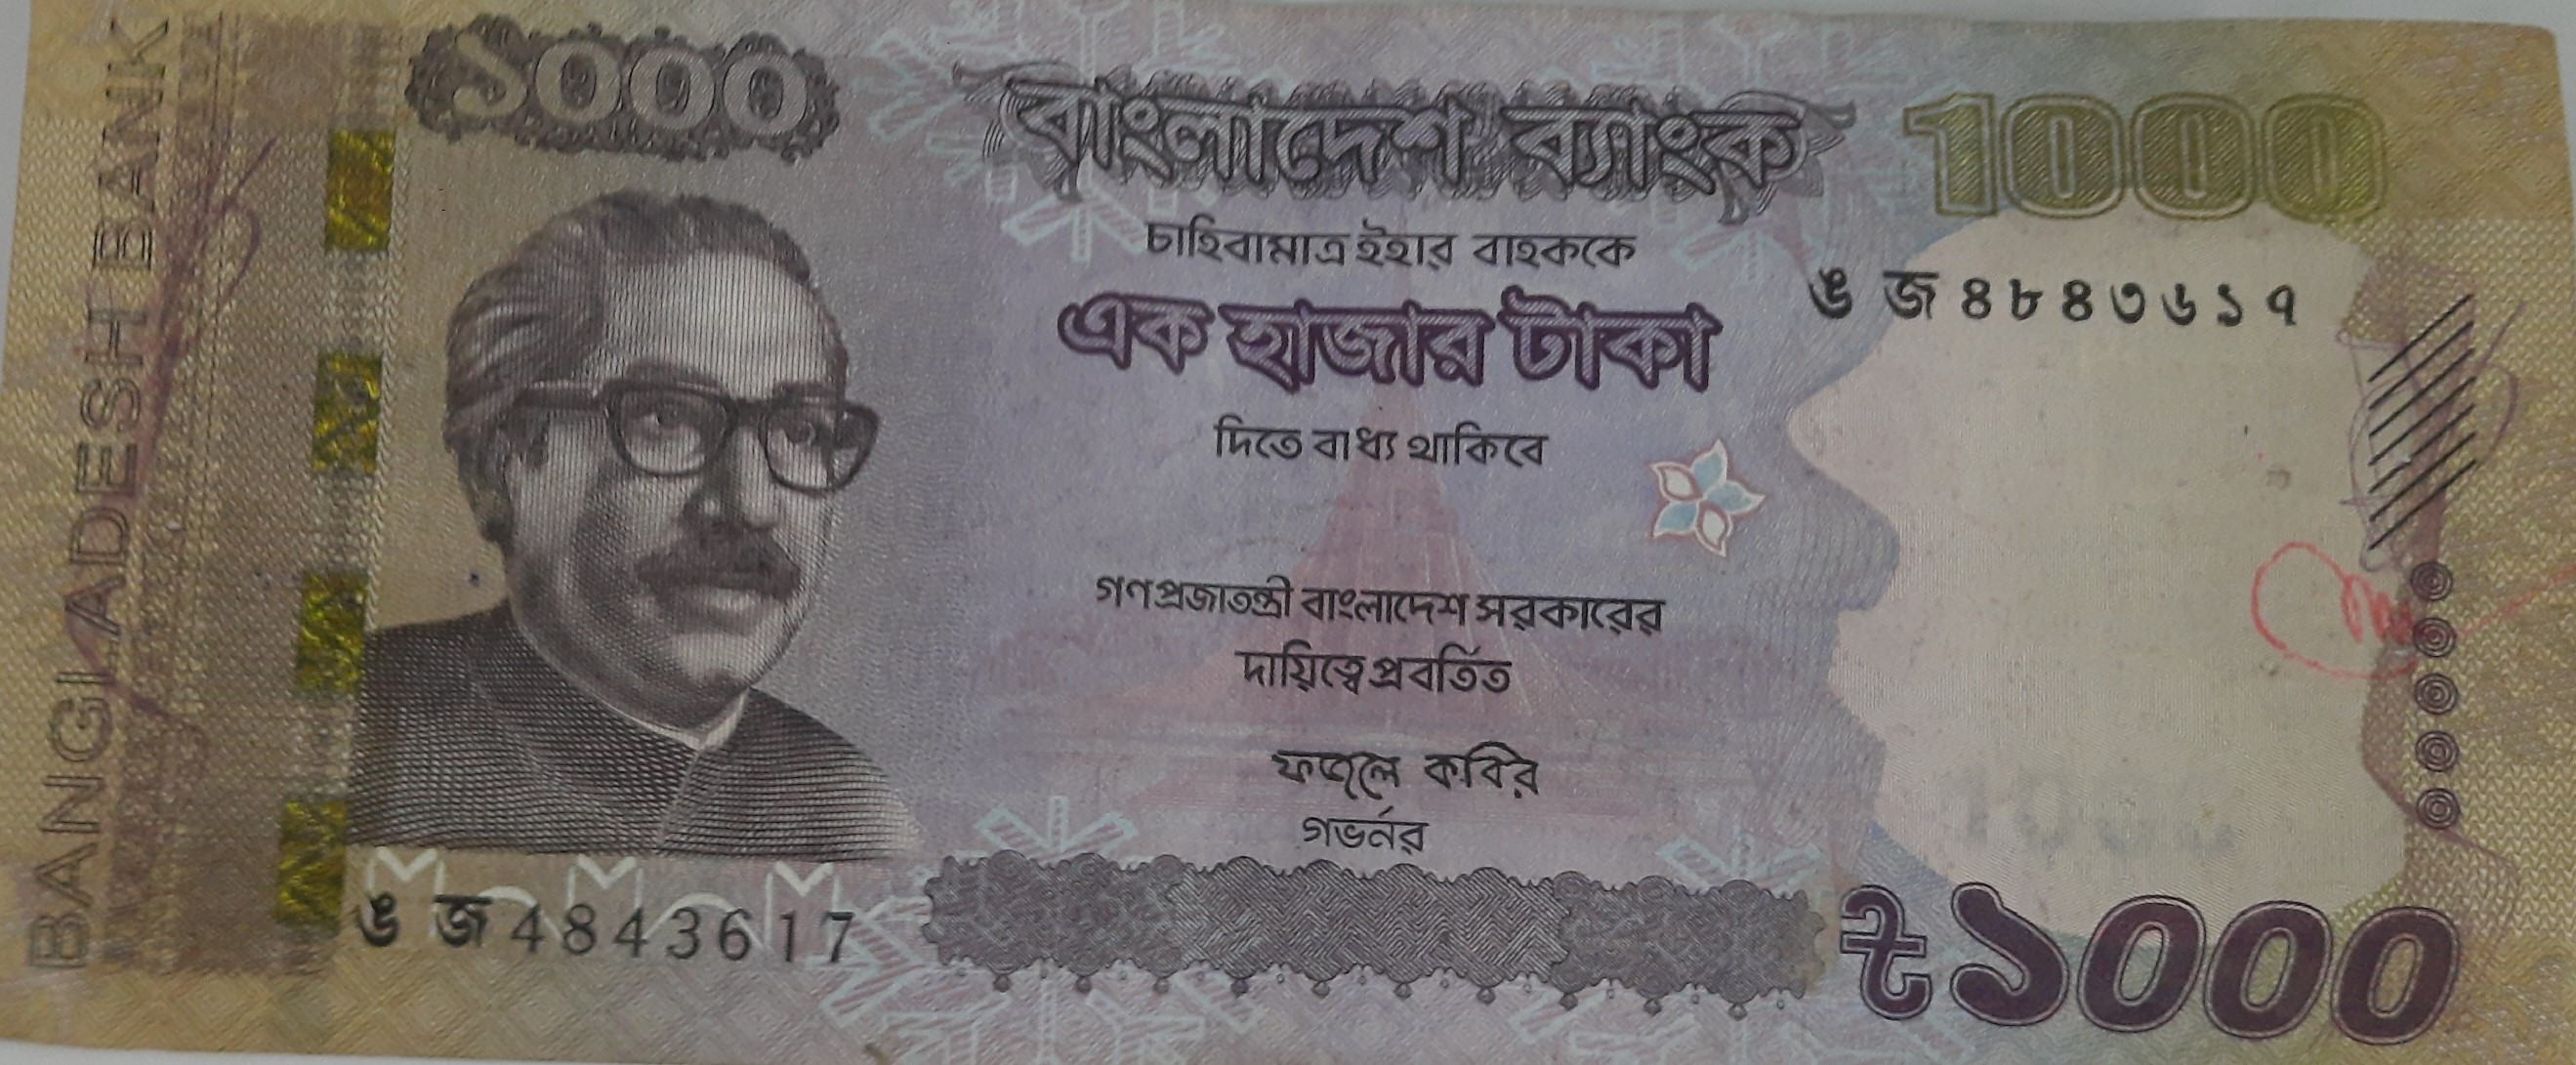 BANGLADESH BANK
১০০০
বাংলাদেশ ব্যাংক
1000
চাহিবামাত্র ইহার বাহককে
ঙ জ ৪৮৪৩৬১৭
এক হাজার টাকা
দিতে বাধ্য থাকিবে
গণপ্রজাতন্ত্রী বাংলাদেশ সরকারের
দায়িত্বে প্রবর্তিত
ফজলে কবির
গভর্নর
ঙ জ 4843617
৳১০০০